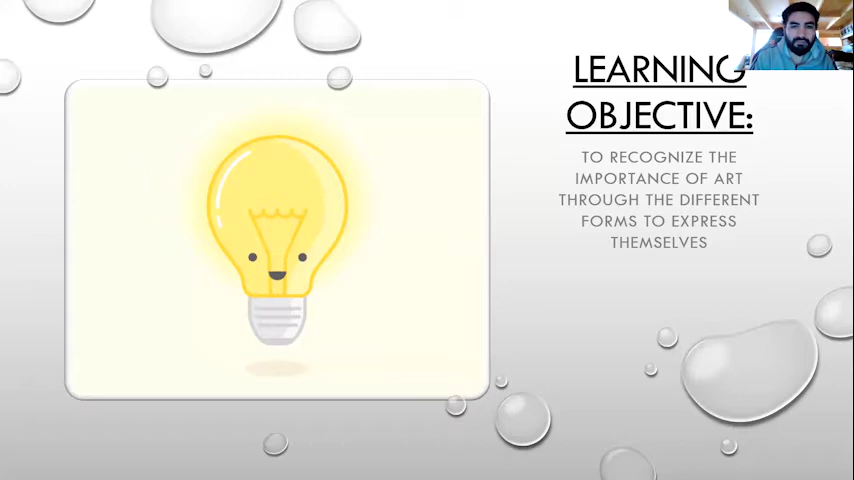 LEARNING
OBJECTIVE:
TO RECOGNIZE THE
IMPORTANCE OF ART
THROUGH THE DIFFERENT
FORMS TO EXPRESS
THEMSELVES